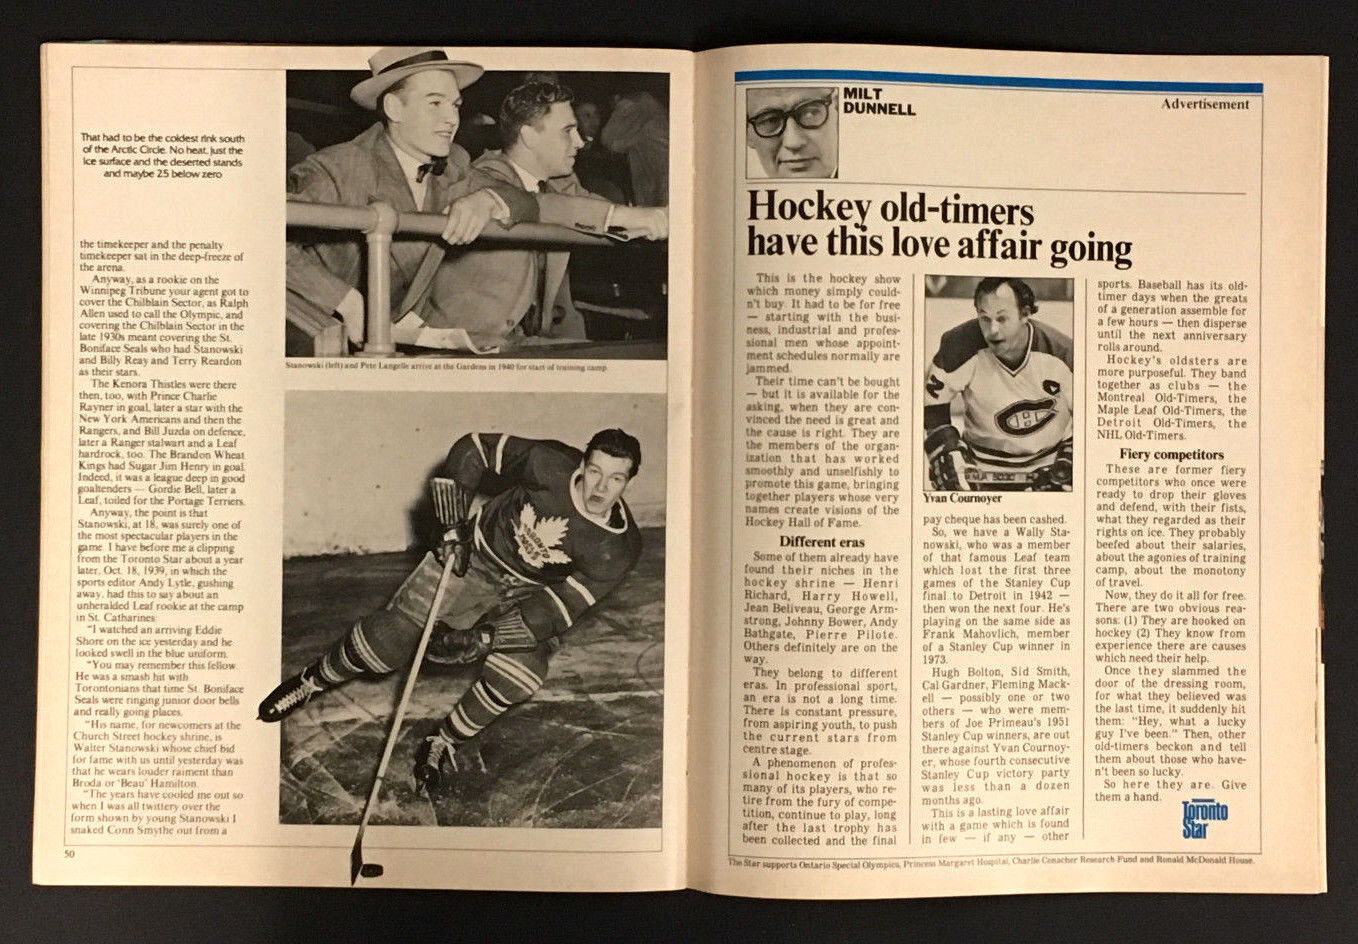 That had to be the coldest rink south
of the Arctic Circle. No heat, just the
ice surface and the deserted stands
and maybe 25 below zero
the timekeeper and the penalty
timekeeper sat in the deep-freeze of
the arena.
Anyway, as a rookie on the
Winnipeg Tribune your agent got to
cover the Chilblain Sector, as Ralph
Allen used to call the Olympic, and
covering the Chilblain Sector in the
late 1930s meant covering the St.
Boniface Seals who had Stanowski
and Billy Reay and Terry Reardon
as their stars.
The Kenora Thistles were there
then, too, with Prince Charlie
Rayner in goal, later a star with the
New York Americans and then the
Rangers, and Bill Juzda on defence,
later a Ranger stalwart and a Leaf
hardrock, too. The Brandon Wheat
Kings had Sugar Jim Henry in goal.
Indeed, it was a league deep in good
goaltenders — Gordie Bell, later a
Leaf, toiled for the Portage Terriers.
Anyway, the point is that
Stanowski, at 18, was surely one of
the most spectacular players in the
game. I have before me a clipping
from the Toronto Star about a year
later, Oct. 18, 1939, in which the
sports editor Andy Lytle, gushing
away, had this to say about an
unheralded Leaf rookie at the camp
in St. Catharines:
"I watched an arriving Eddie
Shore on the ice yesterday and he
looked swell in the blue uniform.
"You may remember this fellow.
He was a smash hit with
Torontonians that time St. Boniface
Seals were ringing junior door bells
and really going places.
"His name, for newcomers at the
Church Street hockey shrine, is
Walter Stanowski whose chief bid
for fame with us until yesterday was
that he wears louder raiment than
Broda or 'Beau' Hamilton.
"The years have cooled me out so
when I was all twittery over the
form shown by young Stanowski I
snaked Conn Smythe out from a
50
Stanowski (left) and Pete Langelle arrive at the Gardens in 1940 for start of training camp.
MAPLE
LEAFS
MILT
DUNNELL
Advertisement
Hockey old-timers
have this love affair going
This is the hockey show
which money simply could-
n't buy. It had to be for free
— starting with the busi-
ness, industrial and profes-
sional men whose appoint-
ment schedules normally are
jammed.
Their time can't be bought
— but it is available for the
asking, when they are con-
vinced the need is great and
the cause is right. They are
the members of the organ-
ization that has worked
smoothly and unselfishly to
promote this game, bringing
together players whose very
names create visions of the
Hockey Hall of Fame.
Different eras
Some of them already have
found their niches in the
hockey shrine — Henri
Richard, Harry Howell,
Jean Beliveau, George Arm-
strong, Johnny Bower, Andy
Bathgate, Pierre Pilote.
Others definitely are on the
way.
They belong to different
eras. In professional sport,
an era is not a long time.
There is constant pressure,
from aspiring youth, to push
the current stars from
centre stage.
A phenomenon of profes-
sional hockey is that so
many of its players, who re-
tire from the fury of compe-
tition, continue to play, long
after the last trophy has
been collected and the final
Yvan Cournoyer
pay cheque has been cashed.
So, we have a Wally Sta-
nowski, who was a member
of that famous Leaf team
which lost the first three
games of the Stanley Cup
final to Detroit in 1942 —
then won the next four. He's
playing on the same side as
Frank Mahovlich, member
of a Stanley Cup winner in
1973.
Hugh Bolton, Sid Smith,
Cal Gardner, Fleming Mack-
ell — possibly one or two
others — who were mem-
bers of Joe Primeau's 1951
Stanley Cup winners, are out
there against Yvan Cournoy-
er, whose fourth consecutive
Stanley Cup victory party
was less than a dozen
months ago.
This is a lasting love affair
with a game which is found
in few — if any — other
sports. Baseball has its old-
timer days when the greats
of a generation assemble for
a few hours — then disperse
until the next anniversary
rolls around.
Hockey's oldsters are
more purposeful. They band
together as clubs — the
Montreal Old-Timers, the
Maple Leaf Old-Timers, the
Detroit Old-Timers, the
NHL Old-Timers.
Fiery competitors
These are former fiery
competitors who once were
ready to drop their gloves
and defend, with their fists,
what they regarded as their
rights on ice. They probably
beefed about their salaries,
about the agonies of training
camp, about the monotony
of travel.
Now, they do it all for free.
There are two obvious rea-
sons: (1) They are hooked on
hockey (2) They know from
experience there are causes
which need their help.
Once they slammed the
door of the dressing room,
for what they believed was
the last time, it suddenly hit
them: "Hey, what a lucky
guy I've been." Then, other
old-timers beckon and tell
them about those who have-
n't been so lucky.
So here they are. Give
them a hand.
Toronto
Star
The Star supports Ontario Special Olympics, Princess Margaret Hospital, Charlie Conacher Research Fund and Ronald McDonald House.